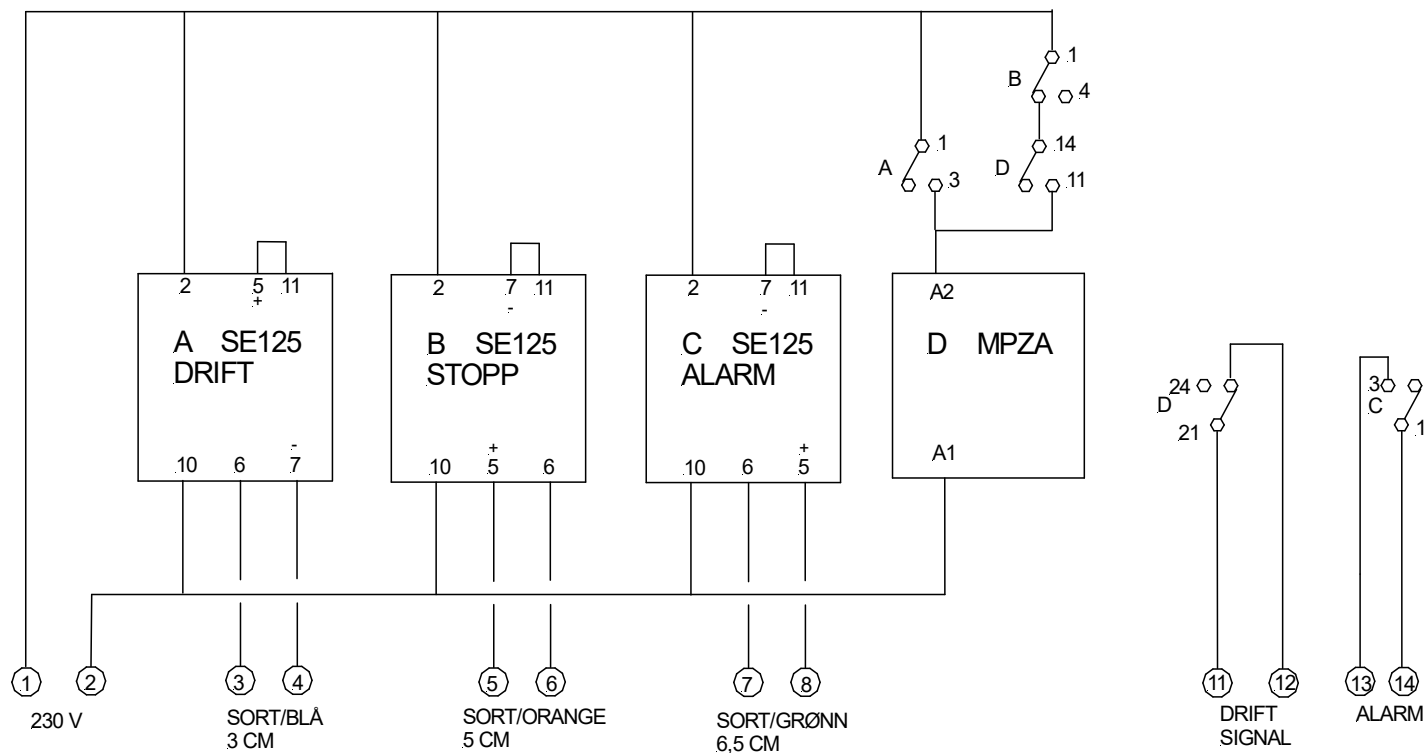 1
B
4
1
14
A
D
3
11
2
5
11
+
A SE125
DRIFT
-
10
6
7
2
7
11
-
B SE125
STOPP
+
10
5
6
2
7
11
-
C SE125
ALARM
+
10
6
5
A2
D MPZA
A1
24
D
21
3
C
1
1
2
3
4
5
6
7
8
11
12
13
14
230 V
SORT/BLÅ
3 CM
SORT/ORANGE
5 CM
SORT/GRØNN
6,5 CM
DRIFT
SIGNAL
ALARM